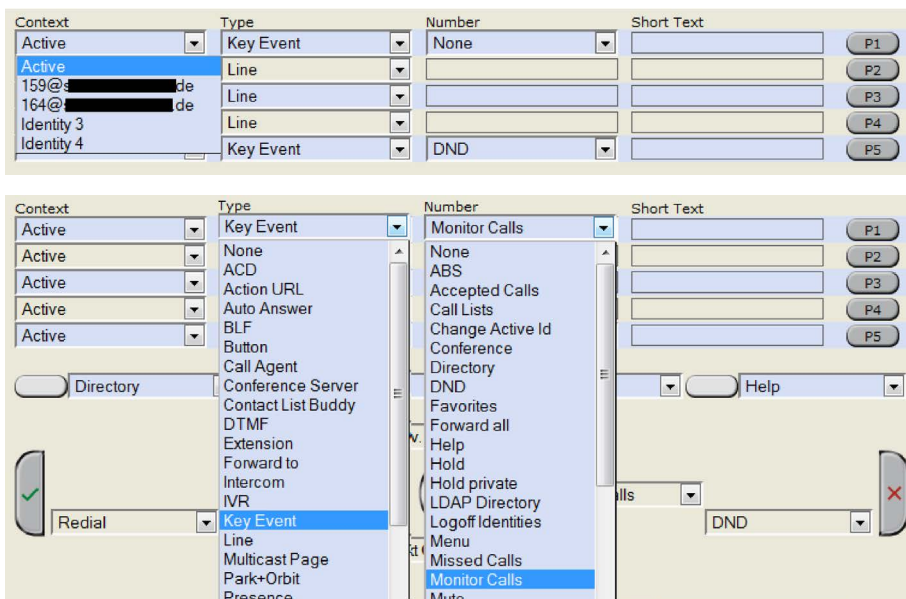 Context Type Number Short Text
Active Key Event None P1
Active Line P2
159@s de Line P3
164@s .de
Identity 3 Line P4
Identity 4 Key Event DND P5
Context Type Number Short Text
Active Key Event Monitor Calls P1
Active None None P2
Active ACD ABS P3
Active Action URL Accepted Calls P4
Active Auto Answer Call Lists P5
BLF Change Active Id
Button Conference
Call Agent Directory
Directory Conference Server DND Help
Contact List Buddy Favorites
DTMF Forward all
Extension Help
Forward to Hold
Intercom Hold private
IVR LDAP Directory
Redial Key Event Logoff Identities DND
Line Menu
Multicast Page Missed Calls
Park+Orbit Monitor Calls
Presence Mute